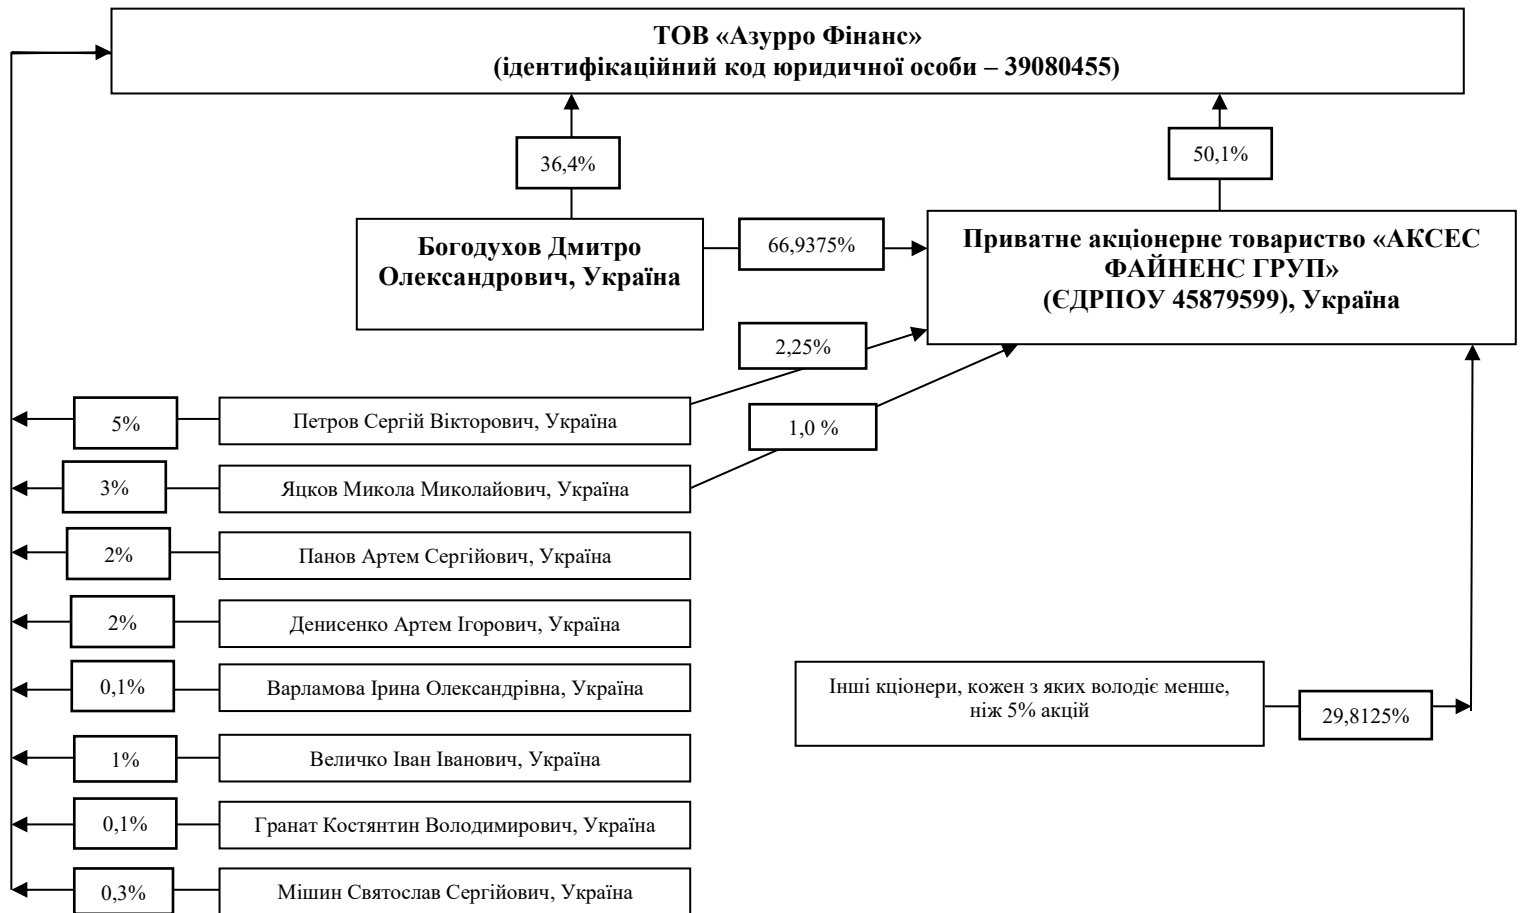 ТОВ «Азурро Фінанс»
(ідентифікаційний код юридичної особи – 39080455)
36,4%
50,1%
Богодухов Дмитро
Олександрович, Україна
66,9375%
Приватне акціонерне товариство «АКСЕС
ФАЙНЕНС ГРУП»
(ЄДРПОУ 45879599), Україна
2,25%
5%
Петров Сергій Вікторович, Україна
1,0 %
3%
Яцков Микола Миколайович, Україна
2%
Панов Артем Сергійович, Україна
2%
Денисенко Артем Ігорович, Україна
0,1%
Варламова Ірина Олександрівна, Україна
Інші кціонери, кожен з яких володіє менше,
ніж 5% акцій
29,8125%
1%
Величко Іван Іванович, Україна
0,1%
Гранат Костянтин Володимирович, Україна
0,3%
Мішин Святослав Сергійович, Україна